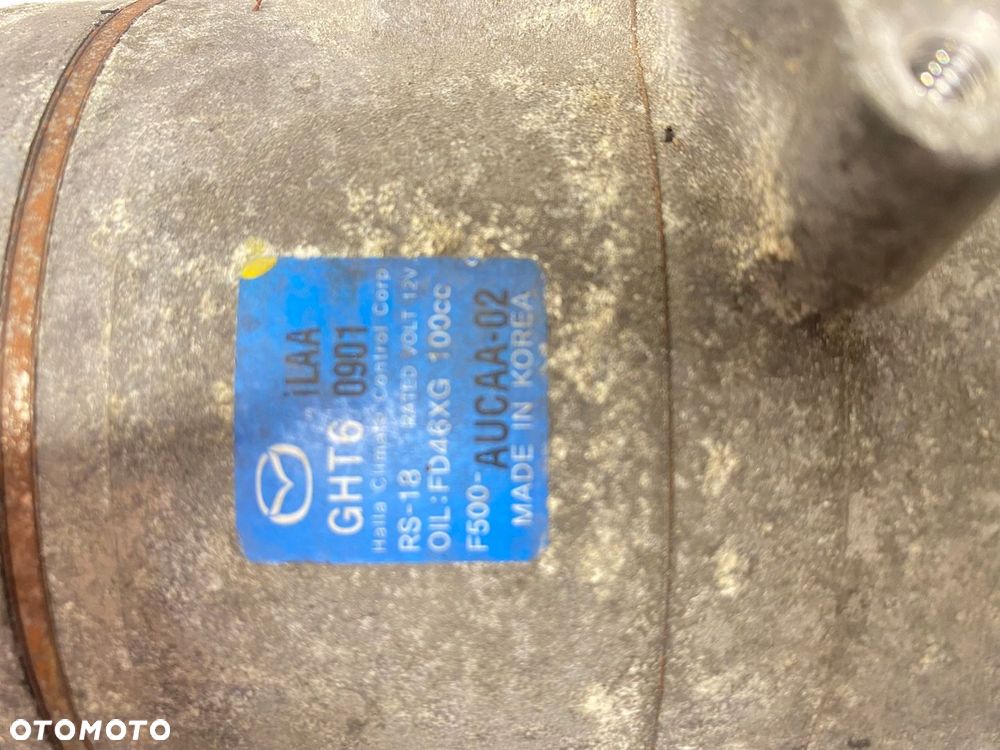 iLAA
GHT6 0901
Halla Climate Control Corp
RS-18 RATED VOLT 12V
OIL:FD46XG 100cc
F500-AUCAA-02
MADE IN KOREA
OTOMOTO